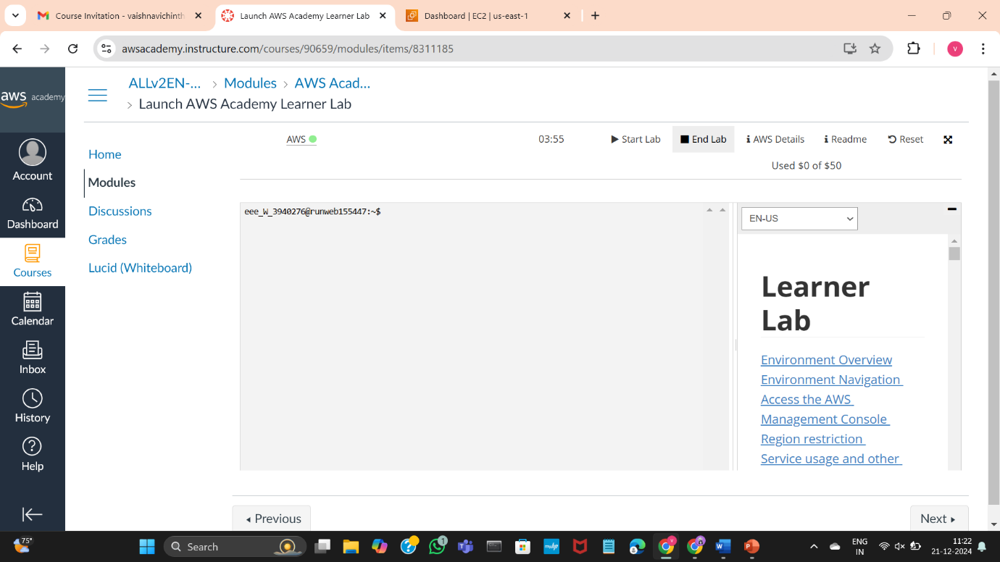 Course Invitation - vaishnavichinth
Launch AWS Academy Learner Lab
Dashboard | EC2 | us-east-1
awsacademy.instructure.com/courses/90659/modules/items/8311185
V
aws academy
Account
Dashboard
Courses
Calendar
Inbox
History
Help
ALLv2EN-... > Modules > AWS Acad...
> Launch AWS Academy Learner Lab
Home
Modules
Discussions
Grades
Lucid (Whiteboard)
AWS
03:55
Start Lab
End Lab
AWS Details
Readme
Reset
Used $0 of $50
eee_W_3940276@runweb155447:~$
EN-US
Learner
Lab
Environment Overview
Environment Navigation
Access the AWS
Management Console
Region restriction
Service usage and other
Previous
Next
75°
Search
1
myhp
ENG
IN
11:22
21-12-2024